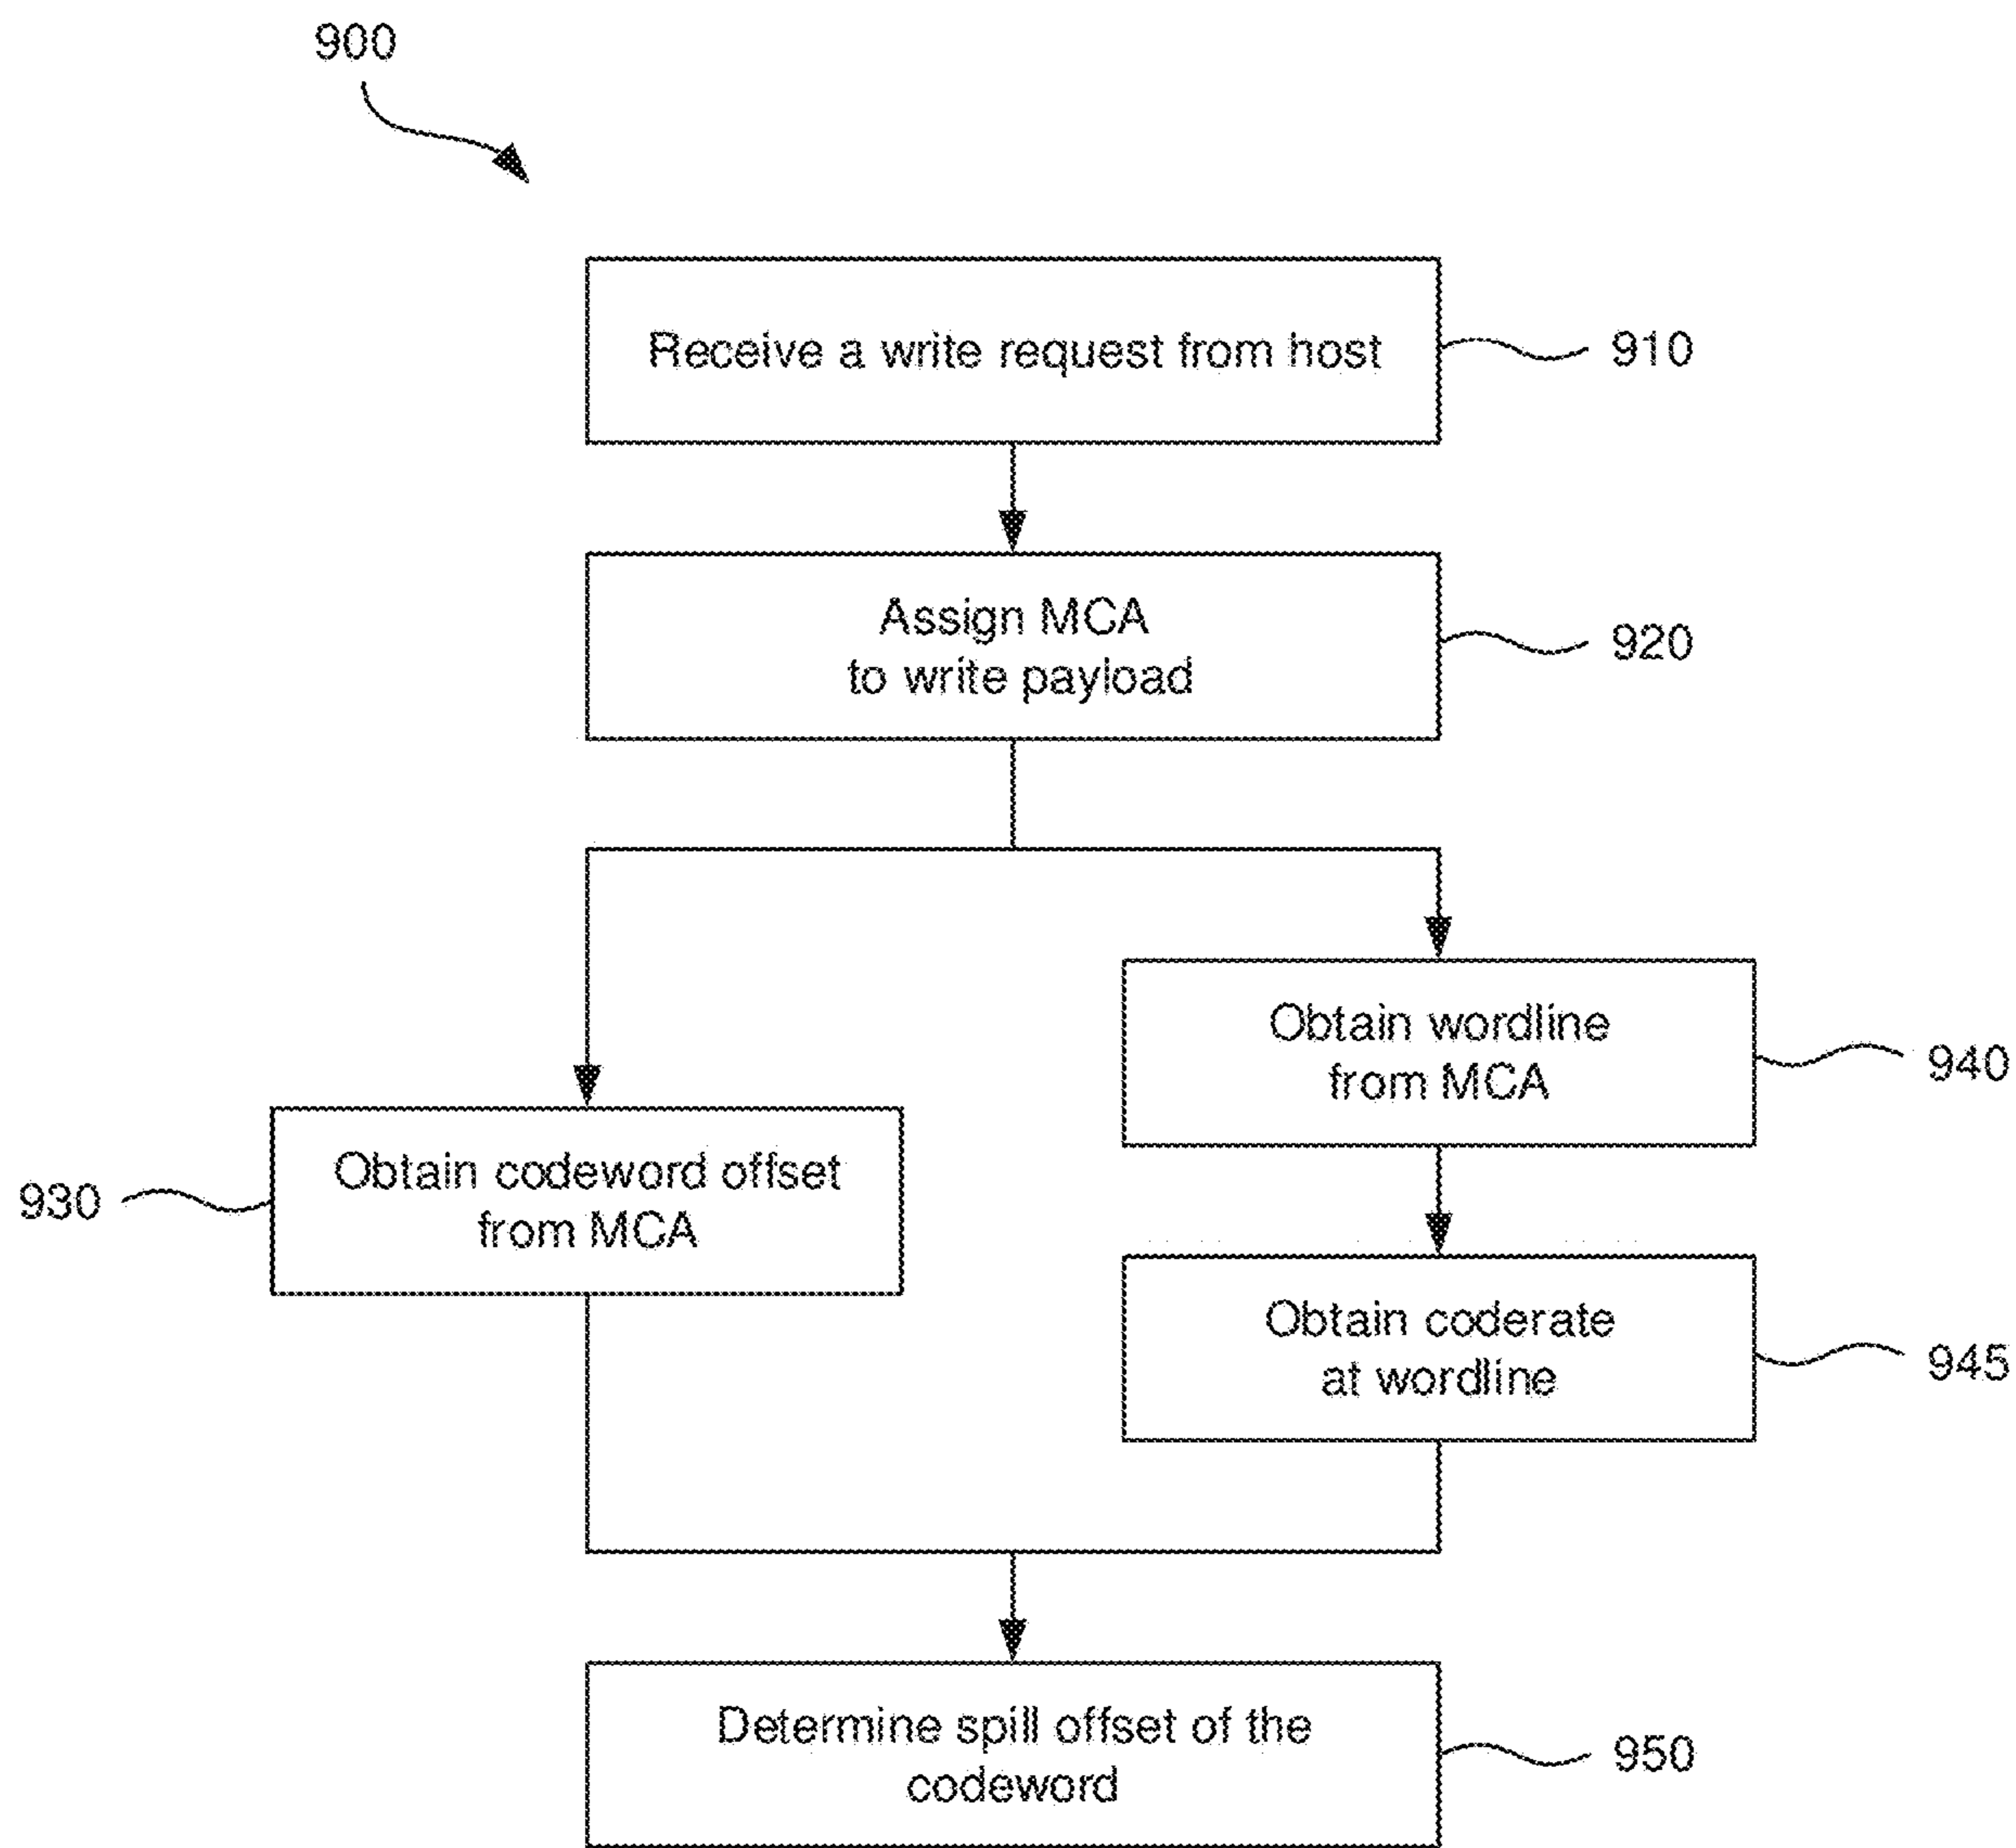 900
Receive a write request from host
910
Assign MCA
to write payload
920
Obtain wordline
from MCA
940
Obtain codeword offset
from MCA
930
Obtain coderate
at wordline
945
Determine spill offset of the
codeword
950